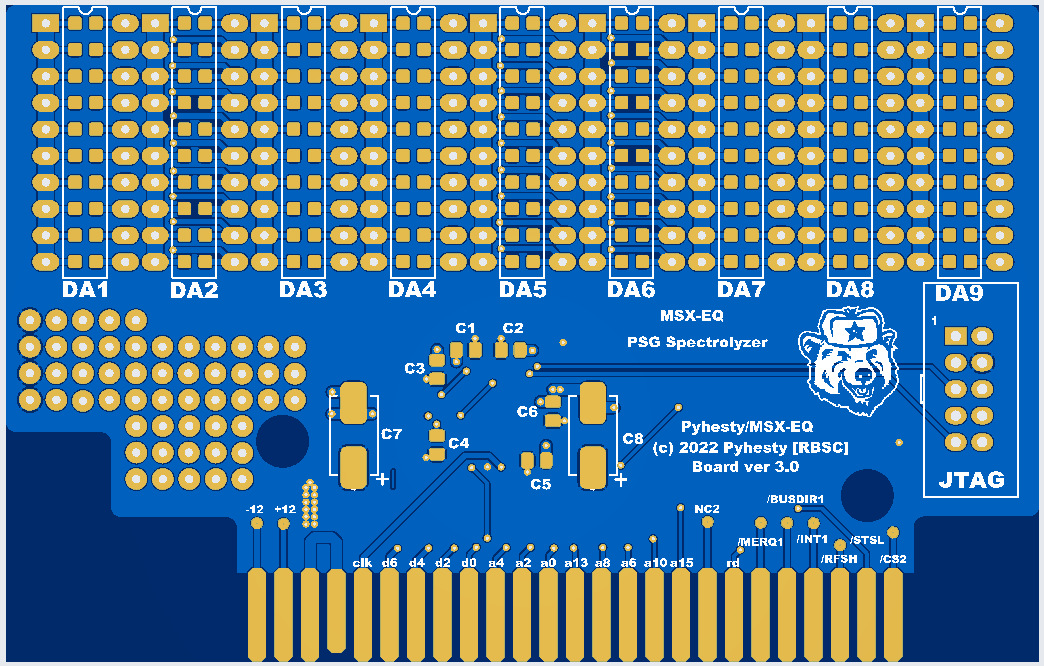 DA1 DA2 DA3 DA4 DA5 DA6 DA7 DA8 DA9
MSX-EQ
PSG Spectrolyzer
C1 C2
C3
C4
C5
C6
C7
C8
+
+
1
Pyhesty/MSX-EQ
(c) 2022 Pyhesty [RBSC]
Board ver 3.0
JTAG
-12 +12
NC2
/BUSDIR1
/MERQ1
/INT1
/STSL
/RFSH
/CS2
clk d6 d4 d2 d0 a4 a2 a0 a13 a8 a6 a10 a15 rd